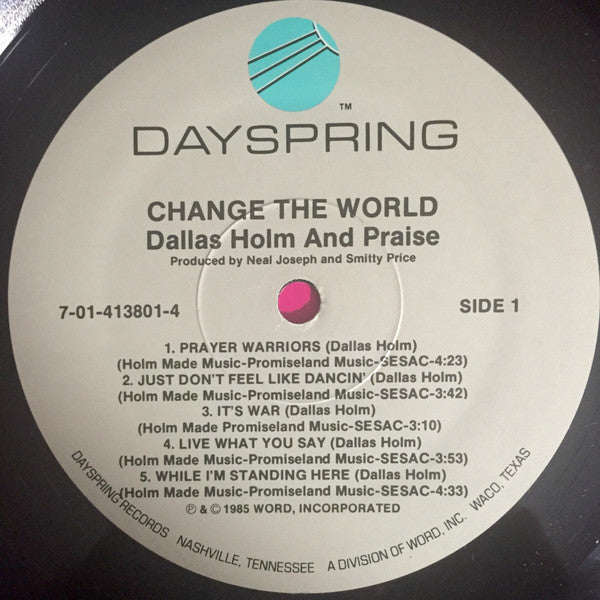 ™
DAYSPRING
CHANGE THE WORLD
Dallas Holm And Praise
Produced by Neal Joseph and Smitty Price
7-01-413801-4
SIDE 1
1. PRAYER WARRIORS (Dallas Holm)
(Holm Made Music-Promiseland Music-SESAC-4:23)
2. JUST DON'T FEEL LIKE DANCIN' (Dallas Holm)
(Holm Made Music-Promiseland Music-SESAC-3:42)
3. IT'S WAR (Dallas Holm)
(Holm Made Promiseland Music-SESAC-3:10)
4. LIVE WHAT YOU SAY (Dallas Holm)
(Holm Made Music-Promiseland Music-SESAC-3:53)
5. WHILE I'M STANDING HERE (Dallas Holm)
(Holm Made Music-Promiseland Music-SESAC-4:33)
℗ & © 1985 WORD, INCORPORATED
DAYSPRING RECORDS NASHVILLE, TENNESSEE A DIVISION OF WORD, INC. WACO, TEXAS